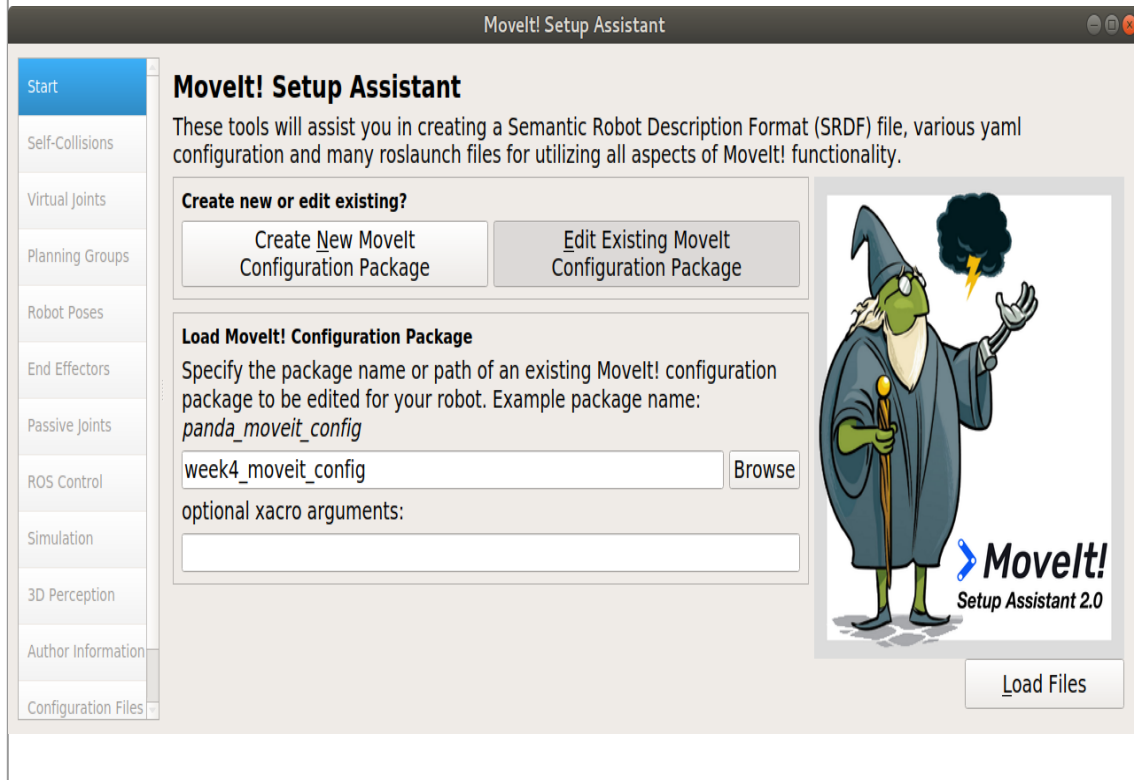 MoveIt! Setup Assistant
Start
Self-Collisions
Virtual Joints
Planning Groups
Robot Poses
End Effectors
Passive Joints
ROS Control
Simulation
3D Perception
Author Information
Configuration Files
MoveIt! Setup Assistant
These tools will assist you in creating a Semantic Robot Description Format (SRDF) file, various yaml
configuration and many roslaunch files for utilizing all aspects of MoveIt! functionality.
Create new or edit existing?
Create New MoveIt
Configuration Package
Edit Existing MoveIt
Configuration Package
Load MoveIt! Configuration Package
Specify the package name or path of an existing MoveIt! configuration
package to be edited for your robot. Example package name:
panda_moveit_config
week4_moveit_config
Browse
optional xacro arguments:
MoveIt!
Setup Assistant 2.0
Load Files